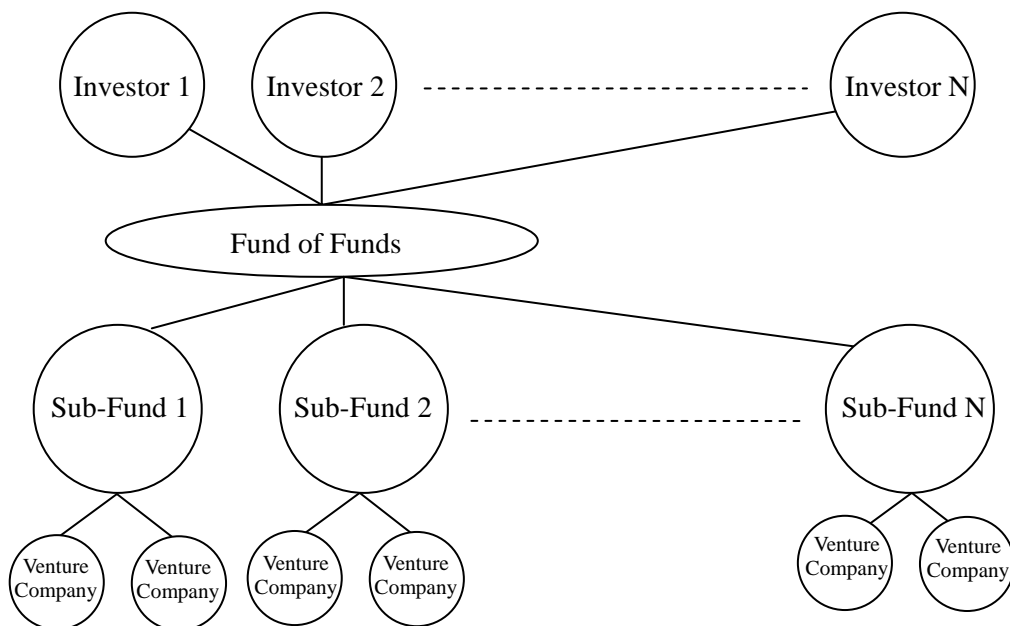 Investor 1
Investor 2
Investor N
Fund of Funds
Sub-Fund 1
Sub-Fund 2
Sub-Fund N
Venture
Company
Venture
Company
Venture
Company
Venture
Company
Venture
Company
Venture
Company